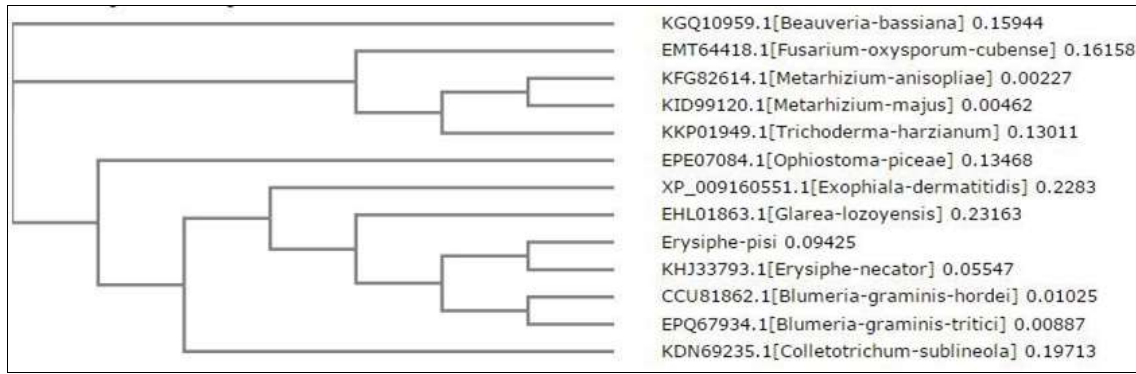 KGQ10959.1[Beauveria-bassiana] 0.15944
EMT64418.1[Fusarium-oxysporum-cubense] 0.16158
KFG82614.1[Metarhizium-anisopliae] 0.00227
KID99120.1[Metarhizium-majus] 0.00462
KKP01949.1[Trichoderma-harzianum] 0.13011
EPE07084.1[Ophiostoma-piceae] 0.13468
XP_009160551.1[Exophiala-dermatitidis] 0.2283
EHL01863.1[Glarea-lozoyensis] 0.23163
Erysiphe-pisi 0.09425
KHJ33793.1[Erysiphe-necator] 0.05547
CCU81862.1[Blumeria-graminis-hordei] 0.01025
EPQ67934.1[Blumeria-graminis-tritici] 0.00887
KDN69235.1[Colletotrichum-sublineola] 0.19713